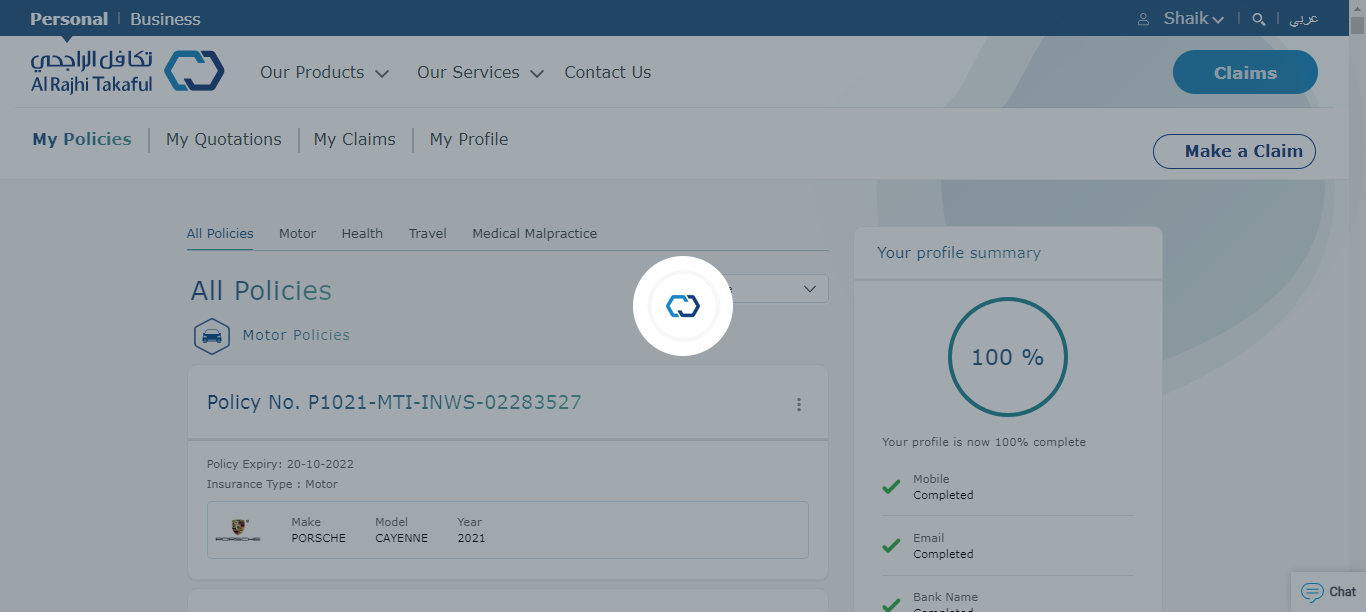 Personal
Business
Shaik
عربي
تكافل الراجحي
Al Rajhi Takaful
Our Products
Our Services
Contact Us
Claims
My Policies
My Quotations
My Claims
My Profile
Make a Claim
All Policies
Motor
Health
Travel
Medical Malpractice
All Policies
Motor Policies
Policy No. P1021-MTI-INWS-02283527
Policy Expiry: 20-10-2022
Insurance Type : Motor
PORSCHE
Make
PORSCHE
Model
CAYENNE
Year
2021
Your profile summary
100 %
Your profile is now 100% complete
Mobile
Completed
Email
Completed
Bank Name
Completed
Chat